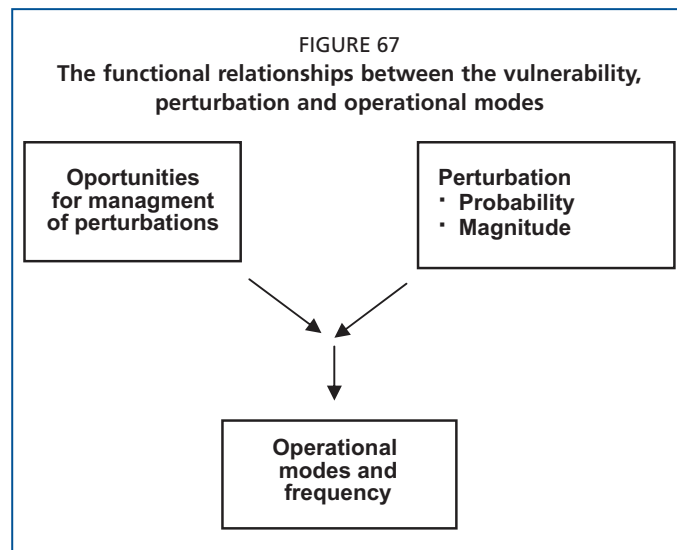 FIGURE 67
The functional relationships between the vulnerability,
perturbation and operational modes
Oportunities
for managment
of perturbations
Perturbation
· Probability
· Magnitude
Operational
modes and
frequency